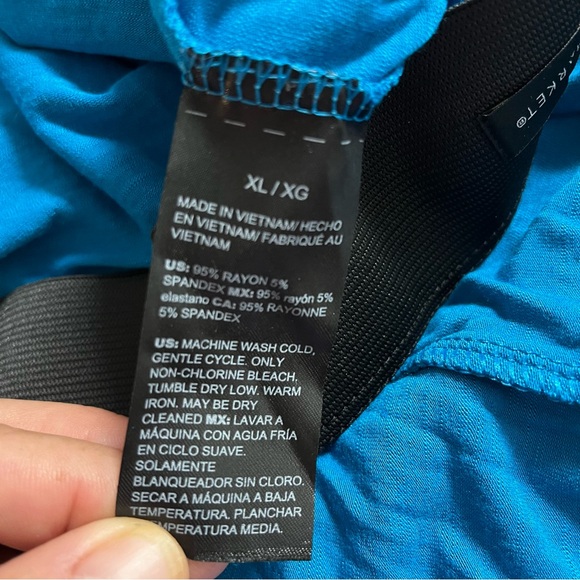 RKET®
XL / XG
MADE IN VIETNAM/ HECHO
EN VIETNAM/ FABRIQUÉ AU
VIETNAM
US: 95% RAYON 5%
SPANDEX MX: 95% rayón 5%
elastano CA: 95% RAYONNE
5% SPANDEX
US: MACHINE WASH COLD,
GENTLE CYCLE. ONLY
NON-CHLORINE BLEACH.
TUMBLE DRY LOW. WARM
IRON. MAY BE DRY
CLEANED MX: LAVAR A
MÁQUINA CON AGUA FRÍA
EN CICLO SUAVE.
SOLAMENTE
BLANQUEADOR SIN CLORO.
SECAR A MÁQUINA A BAJA
TEMPERATURA. PLANCHAR
TEMPERATURA MEDIA.